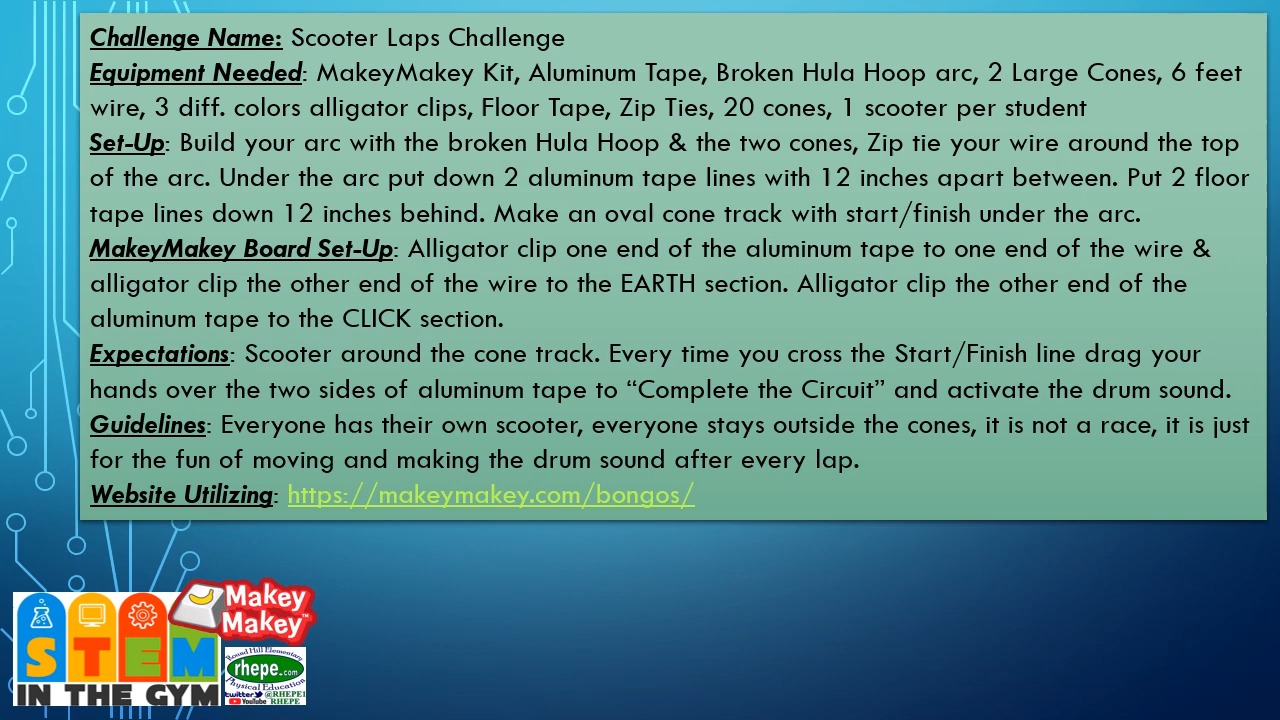 Challenge Name: Scooter Laps Challenge
Equipment Needed: MakeyMakey Kit, Aluminum Tape, Broken Hula Hoop arc, 2 Large Cones, 6 feet
wire, 3 diff. colors alligator clips, Floor Tape, Zip Ties, 20 cones, 1 scooter per student
Set-Up: Build your arc with the broken Hula Hoop & the two cones, Zip tie your wire around the top
of the arc. Under the arc put down 2 aluminum tape lines with 12 inches apart between. Put 2 floor
tape lines down 12 inches behind. Make an oval cone track with start/finish under the arc.
MakeyMakey Board Set-Up: Alligator clip one end of the aluminum tape to one end of the wire &
alligator clip the other end of the wire to the EARTH section. Alligator clip the other end of the
aluminum tape to the CLICK section.
Expectations: Scooter around the cone track. Every time you cross the Start/Finish line drag your
hands over the two sides of aluminum tape to “Complete the Circuit” and activate the drum sound.
Guidelines: Everyone has their own scooter, everyone stays outside the cones, it is not a race, it is just
for the fun of moving and making the drum sound after every lap.
Website Utilizing: https://makeymakey.com/bongos/
Makey
Makey™
STEM
IN THE GYM
Round Hill Elementary
rhepe.com
Physical Education
twitter @RHEPE1
YouTube RHEPE